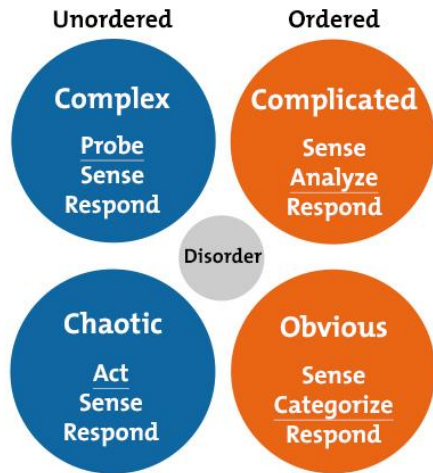 Unordered
Ordered
Complex
Probe
Sense
Respond
Complicated
Sense
Analyze
Respond
Disorder
Chaotic
Act
Sense
Respond
Obvious
Sense
Categorize
Respond